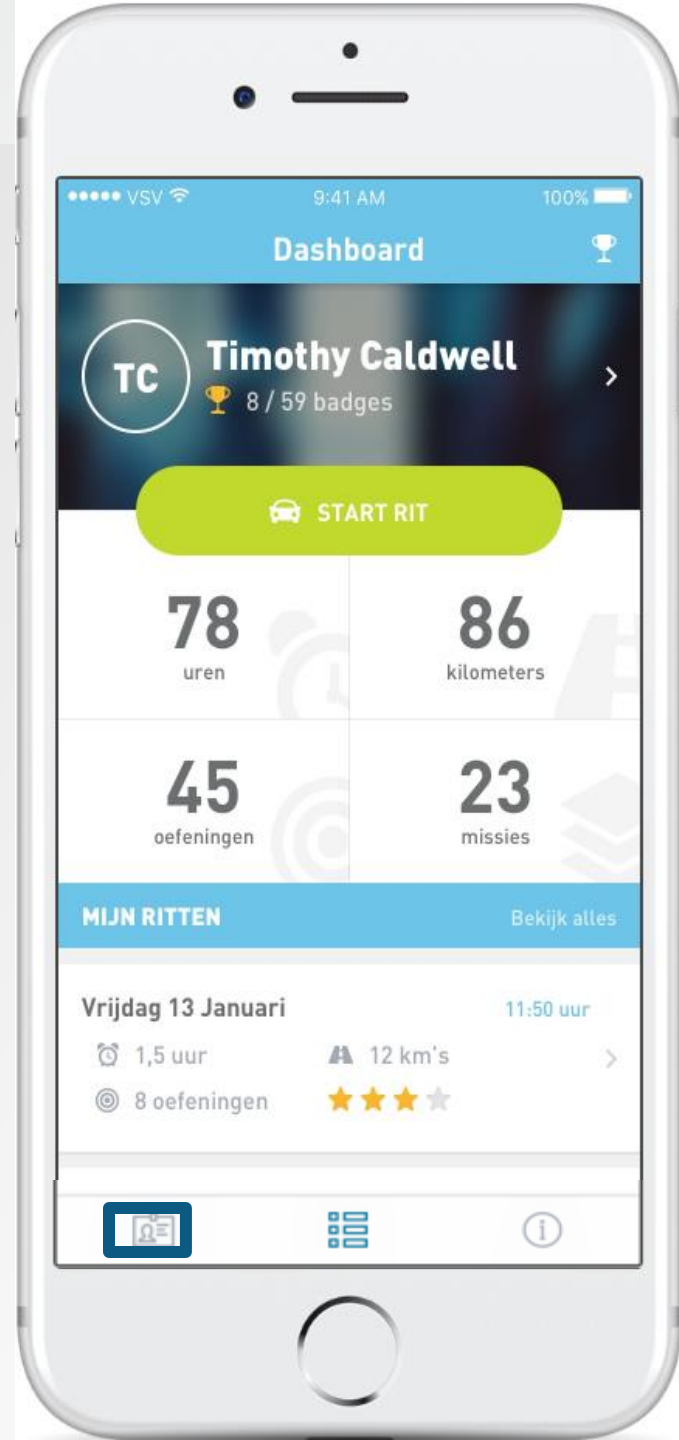 VSV 9:41 AM 100%
Dashboard
TC
Timothy Caldwell
8 / 59 badges
START RIT
78 86
uren kilometers
45 23
oefeningen missies
MIJN RITTEN Bekijk alles
Vrijdag 13 Januari 11:50 uur
1,5 uur 12 km's
8 oefeningen